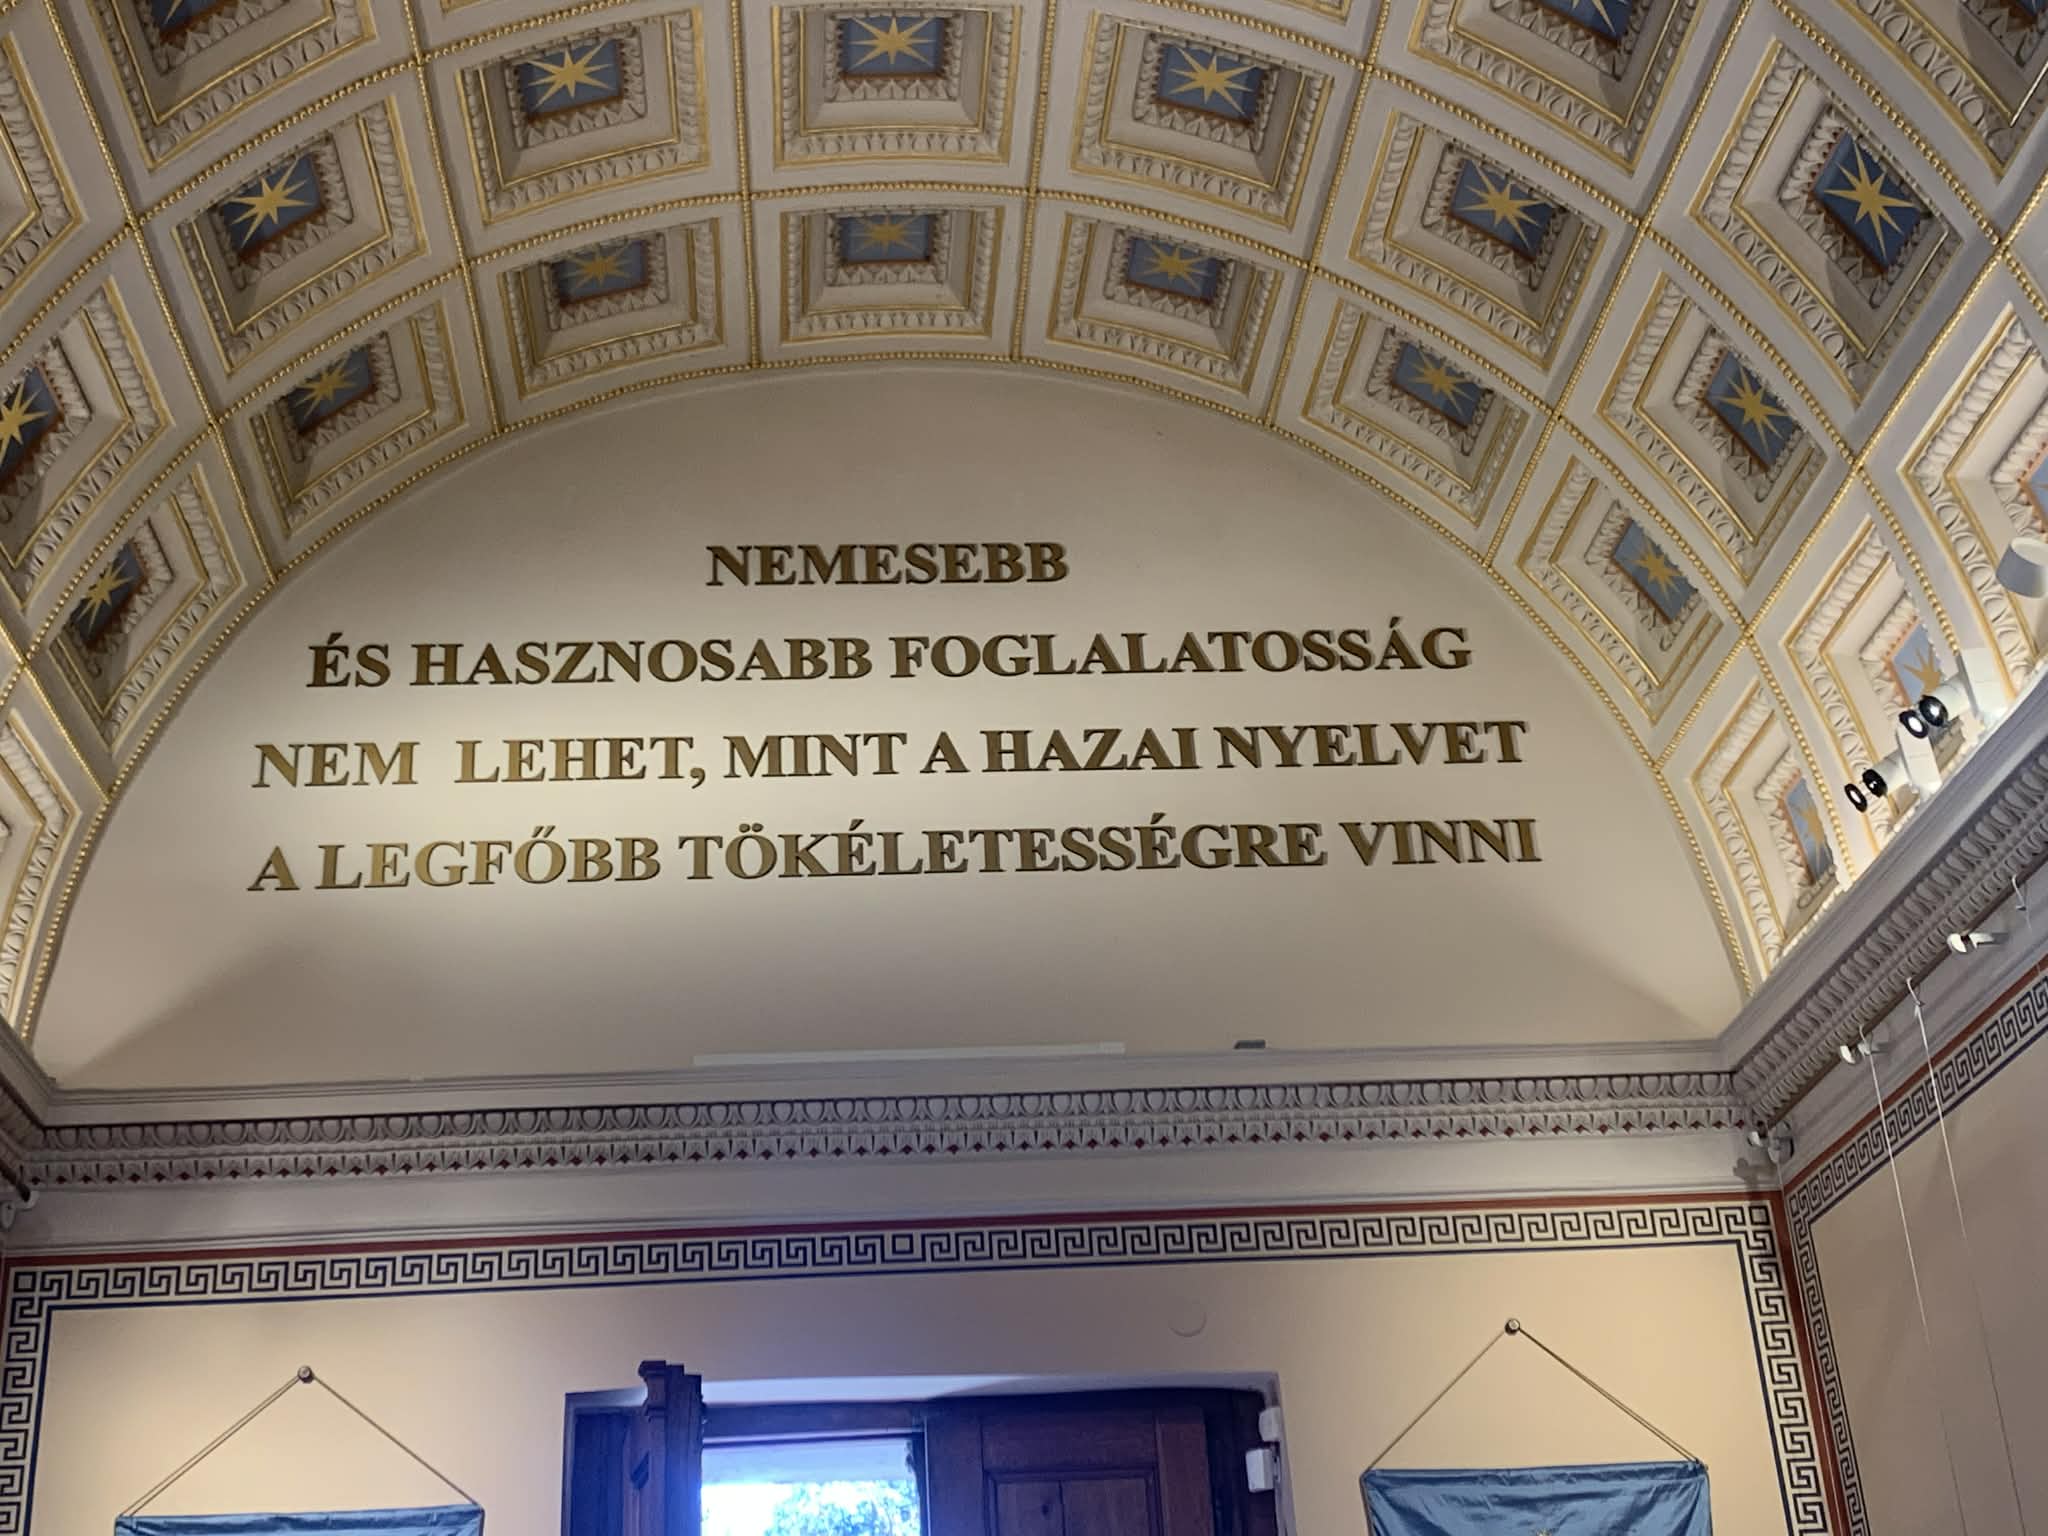 NEMESEBB
ÉS HASZNOSABB FOGLALATOSSÁG
NEM LEHET, MINT A HAZAI NYELVET
A LEGFŐBB TÖKÉLETESSÉGRE VINNI